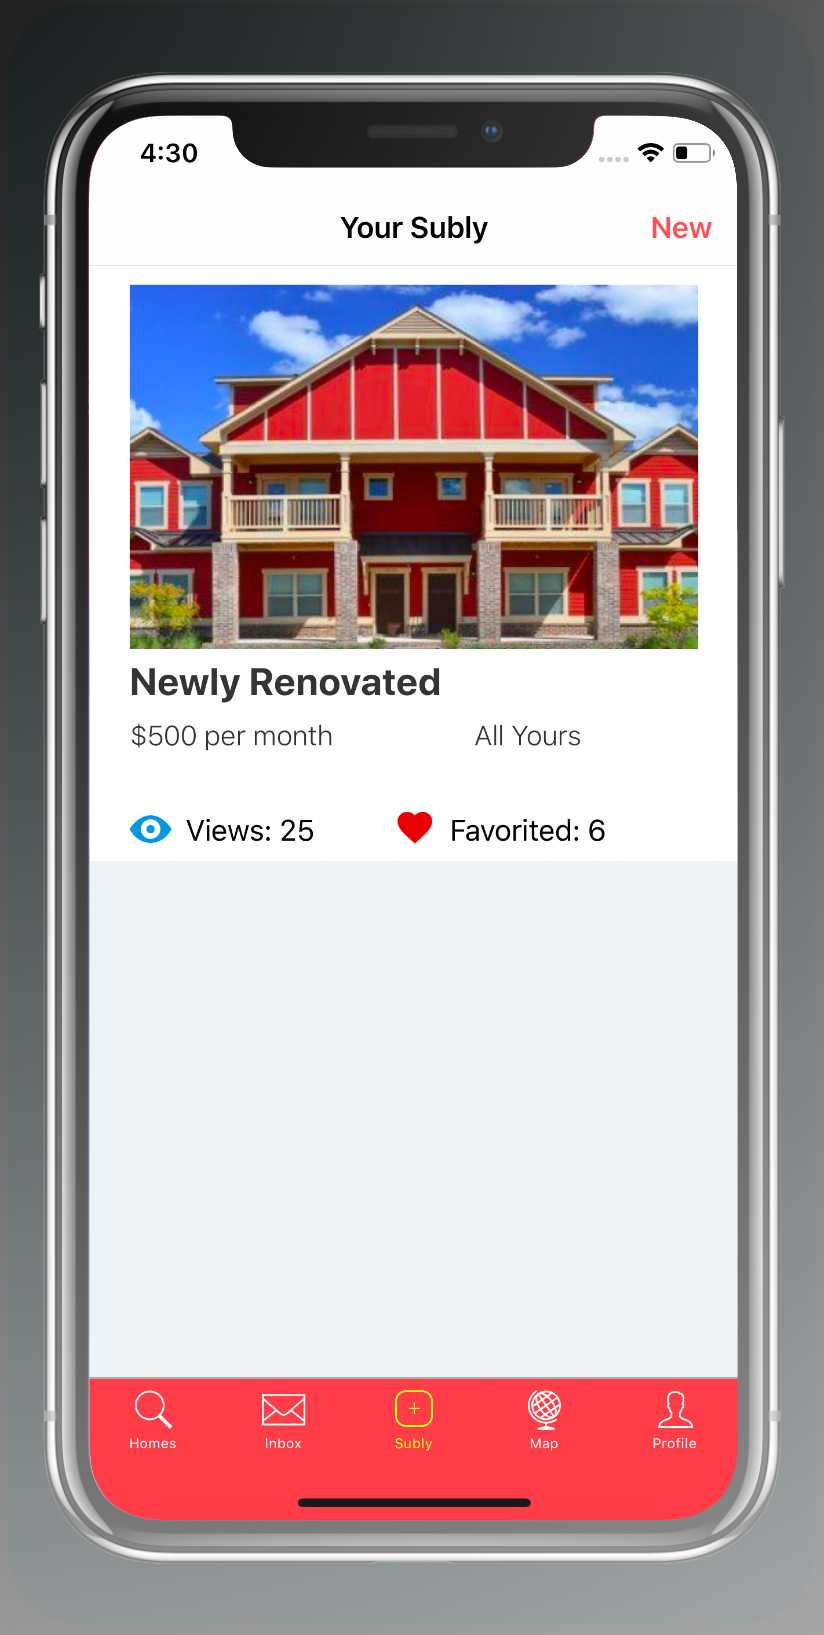 4:30
Your Subly New
Newly Renovated
$500 per month All Yours
Views: 25 Favorited: 6
Homes Inbox Subly Map Profile